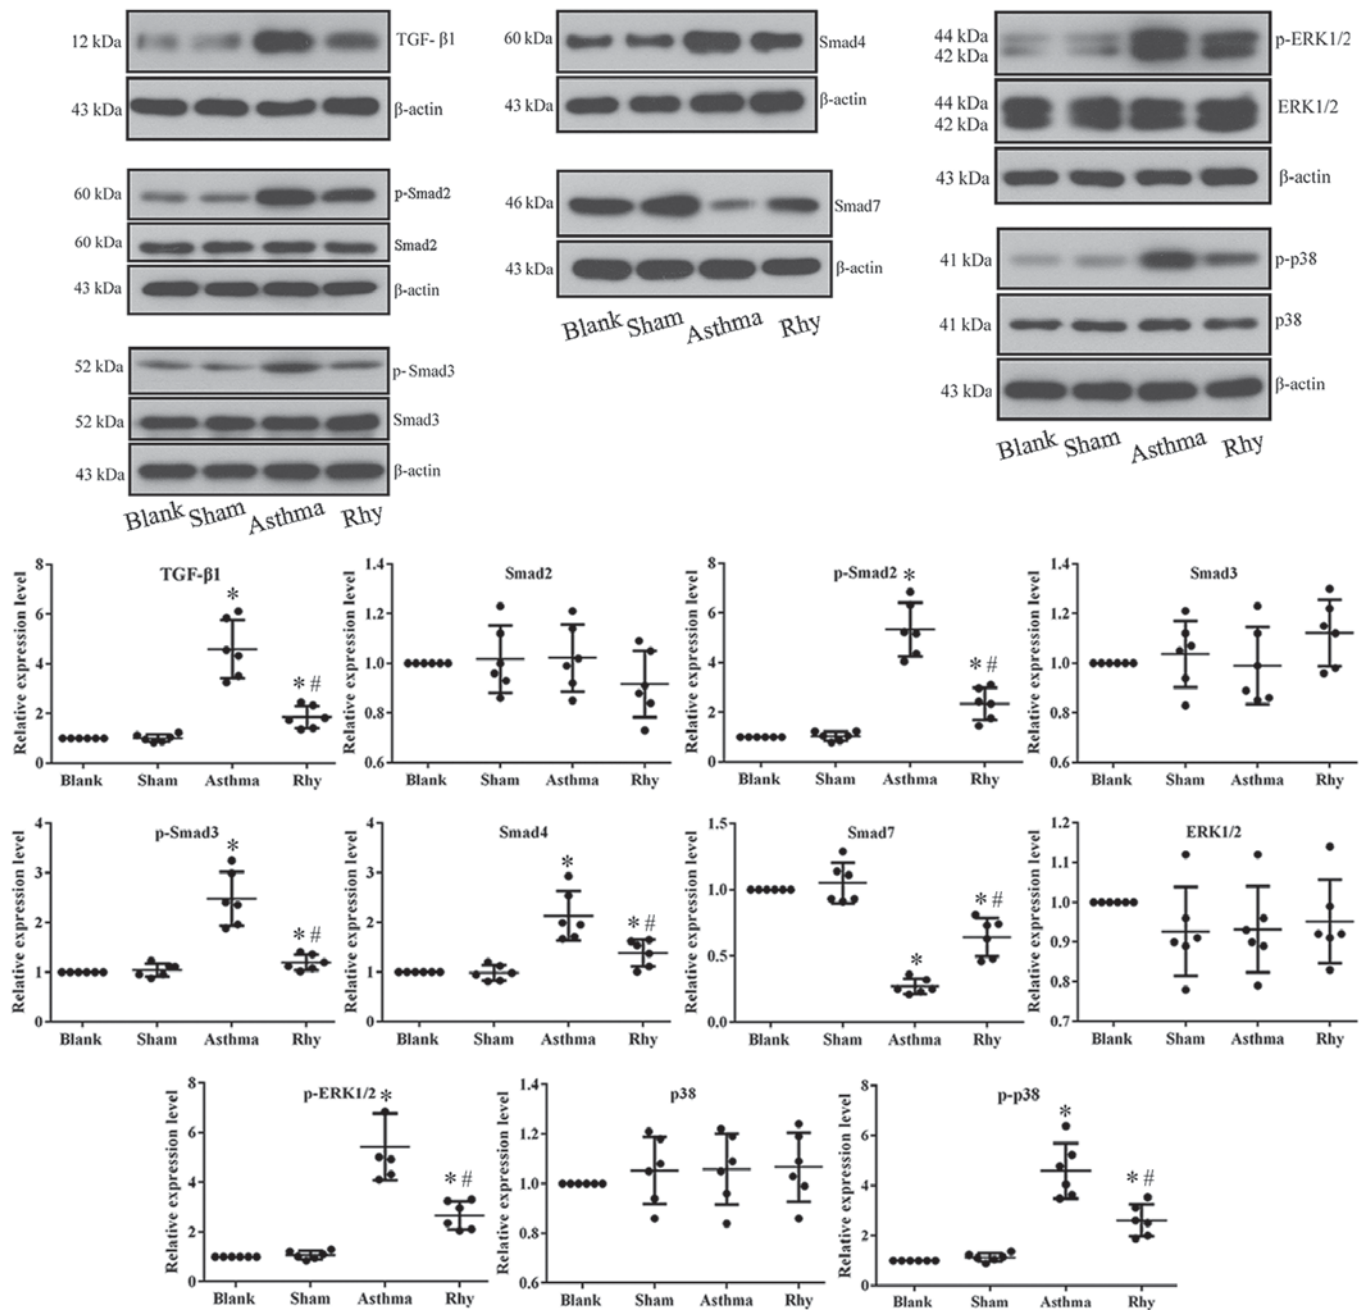 12 kDa TGF- β1
43 kDa β-actin
60 kDa p-Smad2
60 kDa Smad2
43 kDa β-actin
52 kDa p- Smad3
52 kDa Smad3
43 kDa β-actin
Blank Sham Asthma Rhy
60 kDa Smad4
43 kDa β-actin
46 kDa Smad7
43 kDa β-actin
Blank Sham Asthma Rhy
44 kDa p-ERK1/2
42 kDa
44 kDa ERK1/2
42 kDa
43 kDa β-actin
41 kDa p-p38
41 kDa p38
43 kDa β-actin
Blank Sham Asthma Rhy
TGF-β1
Relative expression level
8
6
4
2
0
*
* #
Blank Sham Asthma Rhy
Smad2
Relative expression level
1.4
1.2
1.0
0.8
0.6
Blank Sham Asthma Rhy
p-Smad2
Relative expression level
8
6
4
2
0
*
* #
Blank Sham Asthma Rhy
Smad3
Relative expression level
1.4
1.2
1.0
0.8
0.6
Blank Sham Asthma Rhy
p-Smad3
Relative expression level
4
3
2
1
0
*
* #
Blank Sham Asthma Rhy
Smad4
Relative expression level
4
3
2
1
0
*
* #
Blank Sham Asthma Rhy
Smad7
Relative expression level
1.5
1.0
0.5
0.0
*
* #
Blank Sham Asthma Rhy
ERK1/2
Relative expression level
1.2
1.1
1.0
0.9
0.8
0.7
Blank Sham Asthma Rhy
p-ERK1/2
Relative expression level
8
6
4
2
0
*
* #
Blank Sham Asthma Rhy
p38
Relative expression level
1.4
1.2
1.0
0.8
0.6
Blank Sham Asthma Rhy
p-p38
Relative expression level
8
6
4
2
0
*
* #
Blank Sham Asthma Rhy